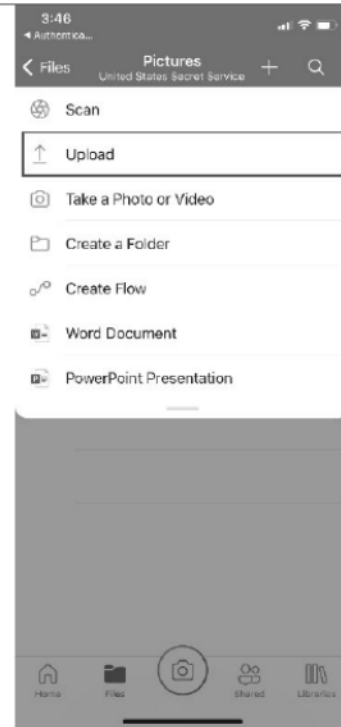 3:46
Authentica...
Files
Pictures
United States Secret Service
Scan
Upload
Take a Photo or Video
Create a Folder
Create Flow
Word Document
PowerPoint Presentation
Home
Files
Shared
Libraries